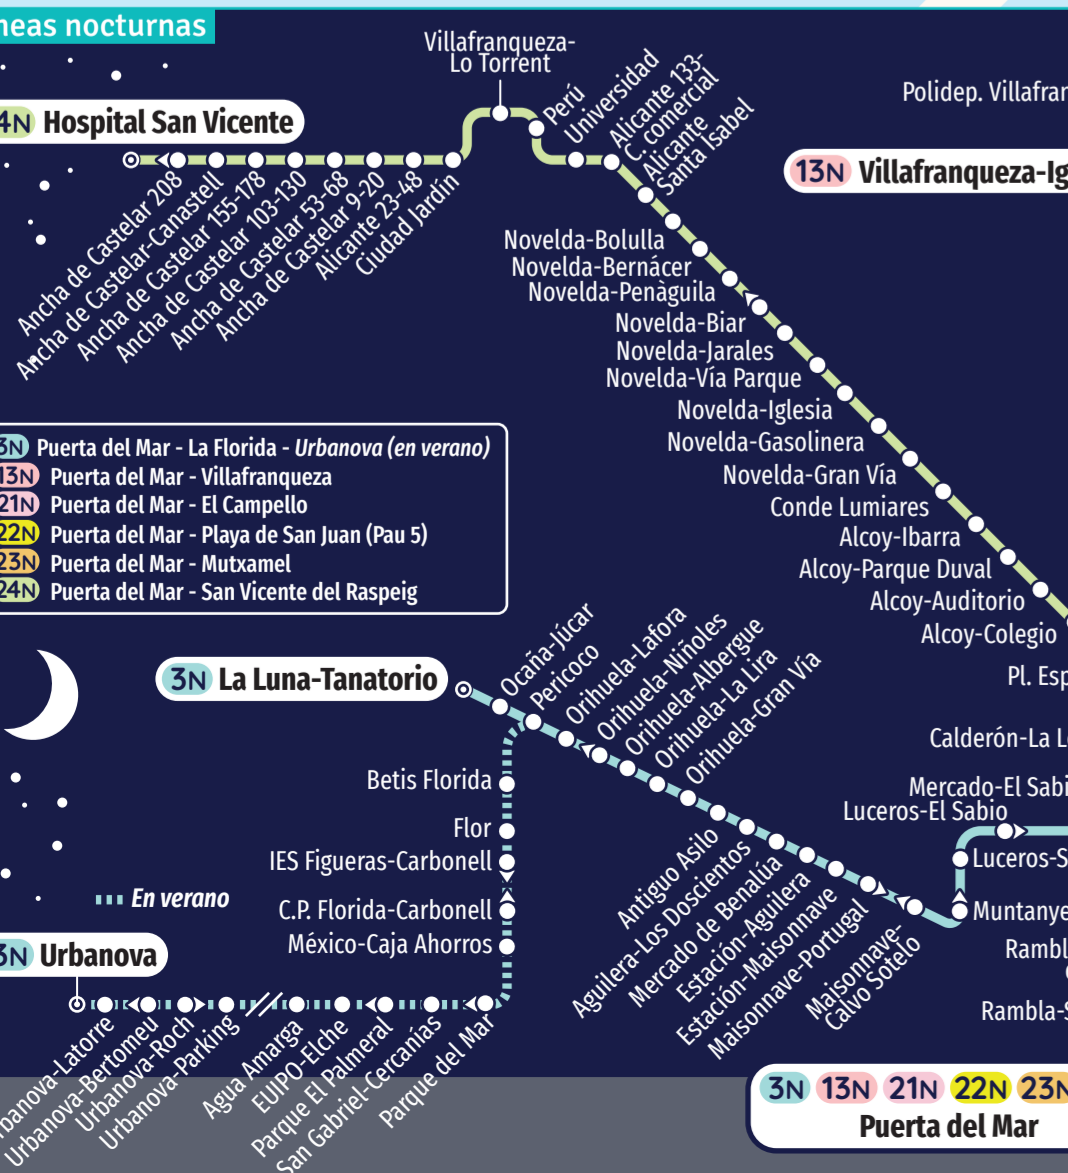 neas nocturnas
Villafranqueza-
Lo Torrent
Perú
Universidad
Alicante 133-
C. comercial
Alicante
Santa Isabel
Polidep. Villafran
4N Hospital San Vicente
13N Villafranqueza-Ig
Ancha de Castelar 208
Ancha de Castelar-Canastell
Ancha de Castelar 155-178
Ancha de Castelar 103-130
Ancha de Castelar 53-68
Ancha de Castelar 9-20
Alicante 23-48
Ciudad Jardín
Novelda-Bolulla
Novelda-Bernácer
Novelda-Penàguila
Novelda-Biar
Novelda-Jarales
Novelda-Vía Parque
Novelda-Iglesia
Novelda-Gasolinera
Novelda-Gran Vía
Conde Lumiares
Alcoy-Ibarra
Alcoy-Parque Duval
Alcoy-Auditorio
Alcoy-Colegio
Pl. Esp
3N Puerta del Mar - La Florida - Urbanova (en verano)
13N Puerta del Mar - Villafranqueza
21N Puerta del Mar - El Campello
22N Puerta del Mar - Playa de San Juan (Pau 5)
23N Puerta del Mar - Mutxamel
24N Puerta del Mar - San Vicente del Raspeig
3N La Luna-Tanatorio
Ocaña-Júcar
Pericoco
Orihuela-Lafora
Orihuela-Niñoles
Orihuela-Albergue
Orihuela-La Lira
Orihuela-Gran Vía
Calderón-La Lo
Mercado-El Sabi
Luceros-El Sabio
Luceros-S
Muntanye
Rambl
Rambla-S
Antiguo Asilo
Aguilera-Los Doscientos
Mercado de Benalúa
Estación-Aguilera
Estación-Maisonnave
Maisonnave-Portugal
Maisonnave-
Calvo Sotelo
Betis Florida
Flor
IES Figueras-Carbonell
C.P. Florida-Carbonell
México-Caja Ahorros
En verano
3N Urbanova
rbanova-Latorre
Urbanova-Bertomeu
Urbanova-Roch
Urbanova-Parking
Agua Amarga
EUIPO-Elche
Parque El Palmeral
San Gabriel-Cercanías
Parque del Mar
3N 13N 21N 22N 23N
Puerta del Mar